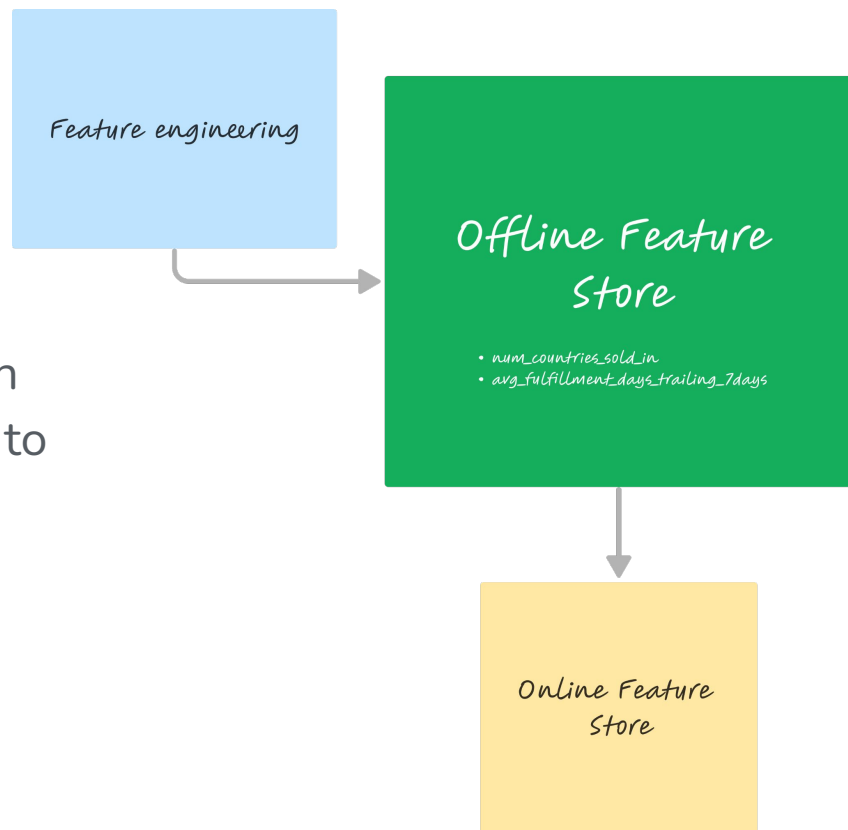 Feature engineering
Offline Feature
Store
• num_countries_sold_in
• avg_fulfillment_days_trailing_7days
to
Online Feature
Store